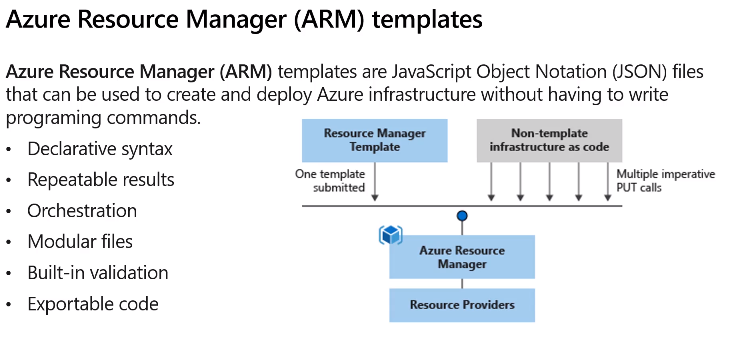 Azure Resource Manager (ARM) templates
Azure Resource Manager (ARM) templates are JavaScript Object Notation (JSON) files
that can be used to create and deploy Azure infrastructure without having to write
programing commands.
• Declarative syntax
• Repeatable results
• Orchestration
• Modular files
• Built-in validation
• Exportable code
Resource Manager
Template
Non-template
infrastructure as code
One template
submitted
Multiple imperative
PUT calls
Azure Resource
Manager
Resource Providers